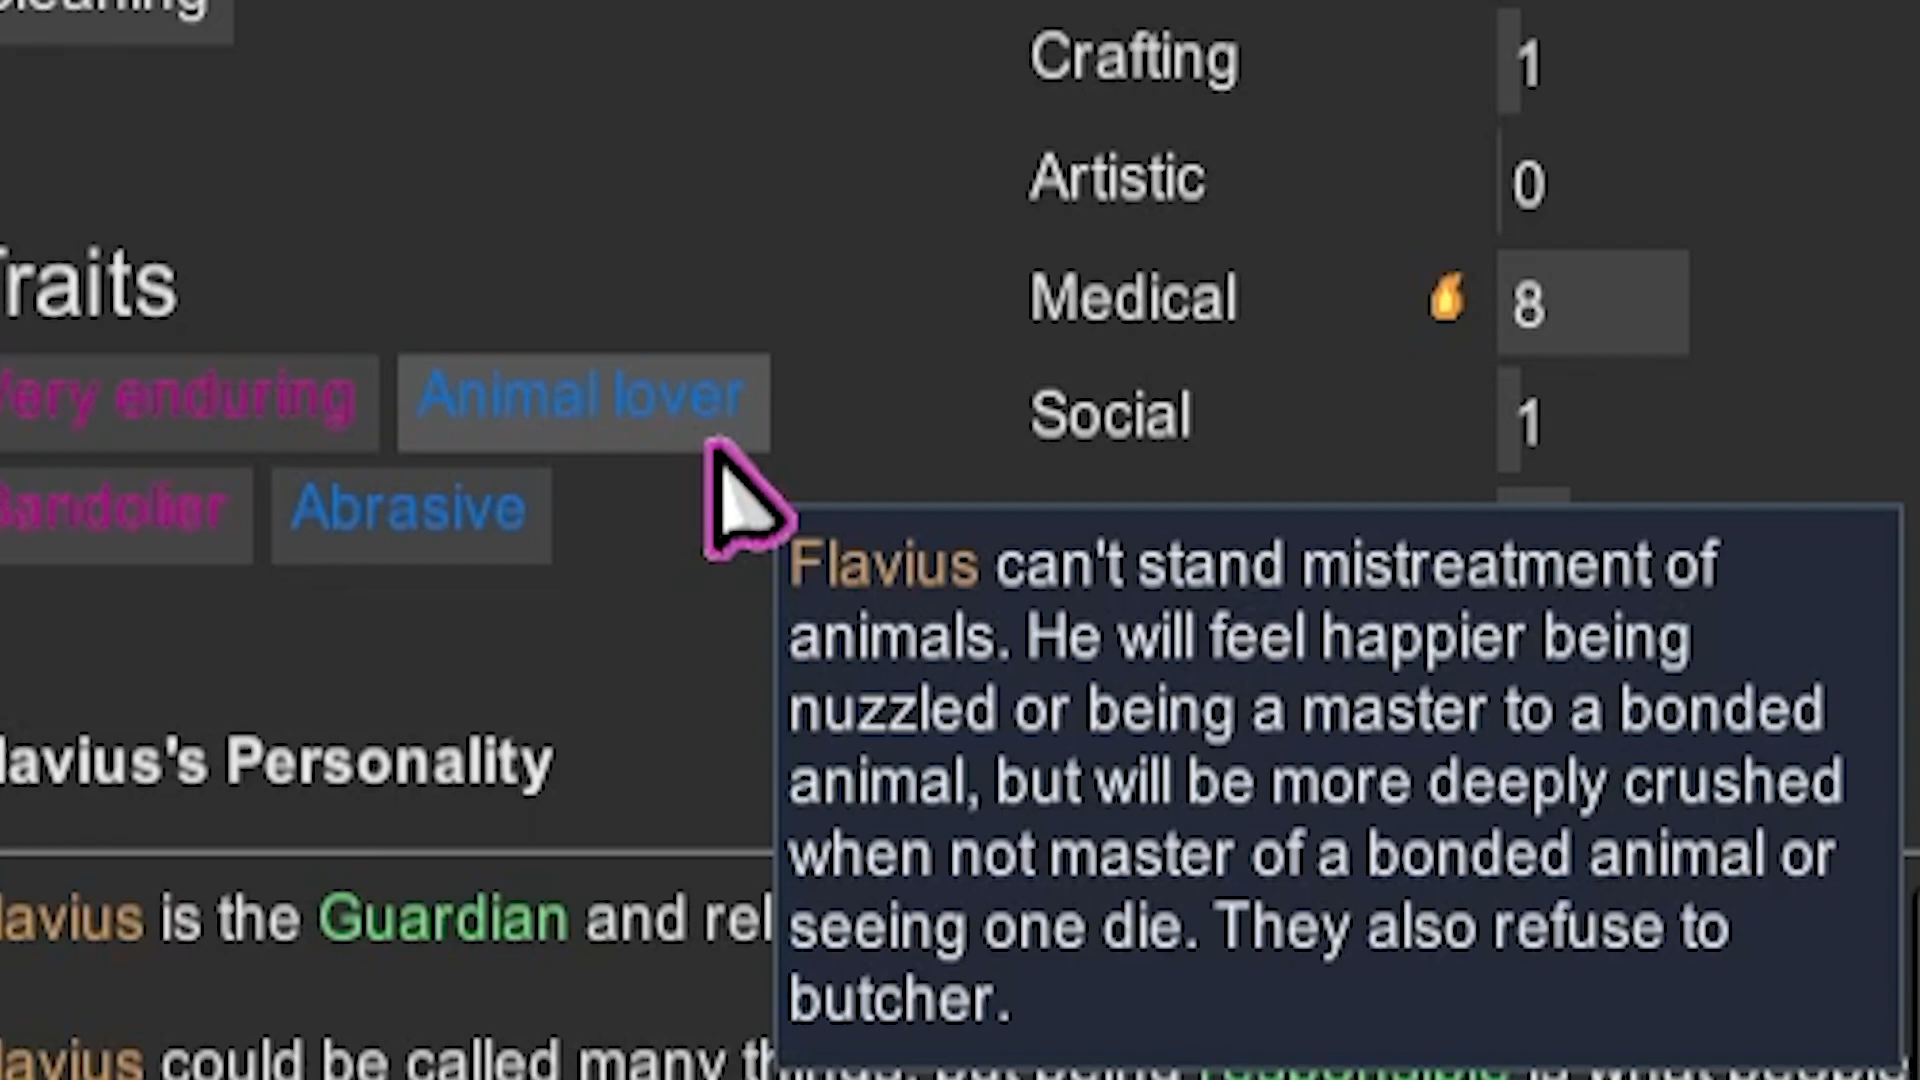 Crafting 1
Artistic 0
Medical 8
Social 1
Traits
Very enduring Animal lover
Bandolier Abrasive
Flavius can't stand mistreatment of
animals. He will feel happier being
nuzzled or being a master to a bonded
animal, but will be more deeply crushed
when not master of a bonded animal or
seeing one die. They also refuse to
butcher.
lavius's Personality
lavius is the Guardian and rel
lavius could be called many